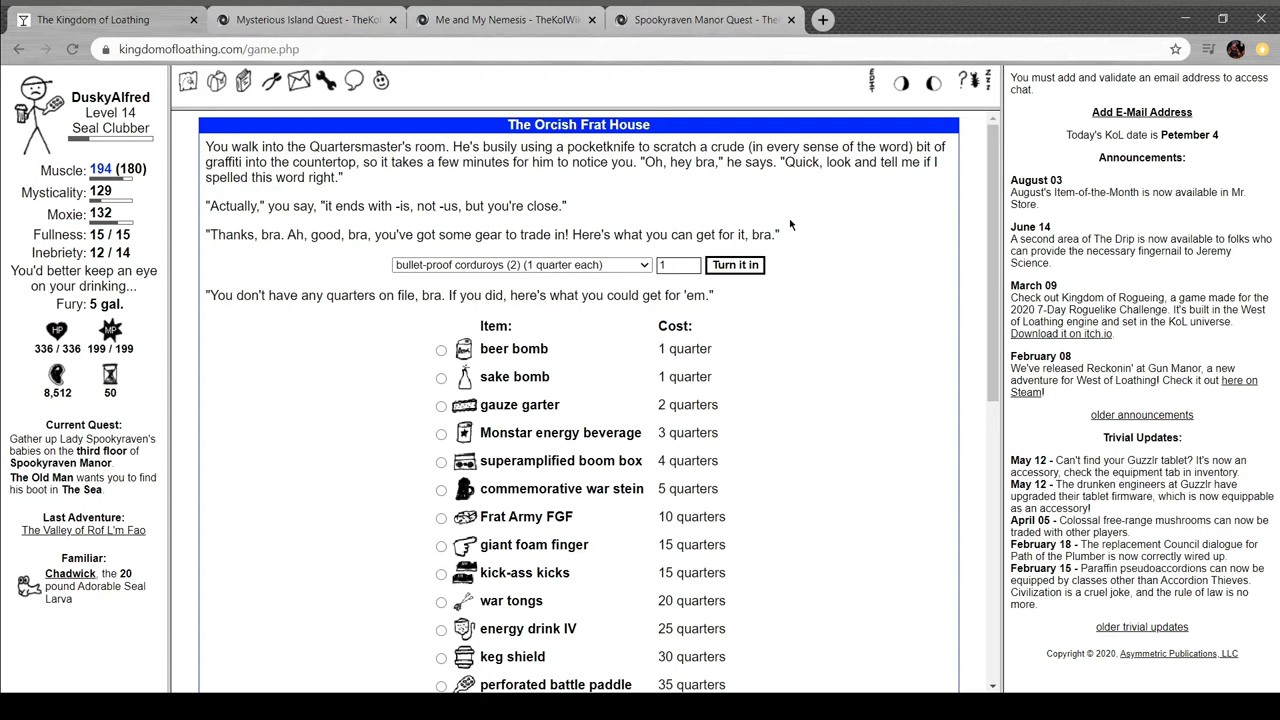 The Kingdom of Loathing
Mysterious Island Quest - TheKol
Me and My Nemesis - TheKolWik
Spookyraven Manor Quest - The
kingdomofloathing.com/game.php
DuskyAlfred
Level 14
Seal Clubber
Muscle: 194 (180)
Mysticality: 129
Moxie: 132
Fullness: 15 / 15
Inebriety: 12 / 14
You'd better keep an eye
on your drinking...
Fury: 5 gal.
HP MP
336 / 336 199 / 199
8,512 50
Current Quest:
Gather up Lady Spookyraven's
babies on the third floor of
Spookyraven Manor.
The Old Man wants you to find
his boot in The Sea.
Last Adventure:
The Valley of Rof L'm Fao
Familiar:
Chadwick, the 20
pound Adorable Seal
Larva
The Orcish Frat House
You walk into the Quartersmaster's room. He's busily using a pocketknife to scratch a crude (in every sense of the word) bit of
graffiti into the countertop, so it takes a few minutes for him to notice you. "Oh, hey bra," he says. "Quick, look and tell me if I
spelled this word right."
"Actually," you say, "it ends with -is, not -us, but you're close."
"Thanks, bra. Ah, good, bra, you've got some gear to trade in! Here's what you can get for it, bra."
bullet-proof corduroys (2) (1 quarter each) 1 Turn it in
"You don't have any quarters on file, bra. If you did, here's what you could get for 'em."
Item: Cost:
beer bomb 1 quarter
sake bomb 1 quarter
gauze garter 2 quarters
Monstar energy beverage 3 quarters
superamplified boom box 4 quarters
commemorative war stein 5 quarters
Frat Army FGF 10 quarters
giant foam finger 15 quarters
kick-ass kicks 15 quarters
war tongs 20 quarters
energy drink IV 25 quarters
keg shield 30 quarters
perforated battle paddle 35 quarters
You must add and validate an email address to access
chat.
Add E-Mail Address
Today's KoL date is Petember 4
Announcements:
August 03
August's Item-of-the-Month is now available in Mr.
Store.
June 14
A second area of The Drip is now available to folks who
can provide the necessary fingernail to Jeremy
Science.
March 09
Check out Kingdom of Rogueing, a game made for the
2020 7-Day Roguelike Challenge. It's built in the West
of Loathing engine and set in the KoL universe.
Download it on itch.io.
February 08
We've released Reckonin' at Gun Manor, a new
adventure for West of Loathing! Check it out here on
Steam!
older announcements
Trivial Updates:
May 12 - Can't find your Guzzlr tablet? It's now an
accessory, check the equipment tab in inventory.
May 12 - The drunken engineers at Guzzlr have
upgraded their tablet firmware, which is now equippable
as an accessory!
April 05 - Colossal free-range mushrooms can now be
traded with other players.
February 18 - The replacement Council dialogue for
Path of the Plumber is now correctly wired up.
February 15 - Paraffin pseudoaccordions can now be
equipped by classes other than Accordion Thieves.
Civilization is a cruel joke, and the rule of law is no
more.
older trivial updates
Copyright © 2020, Asymmetric Publications, LLC